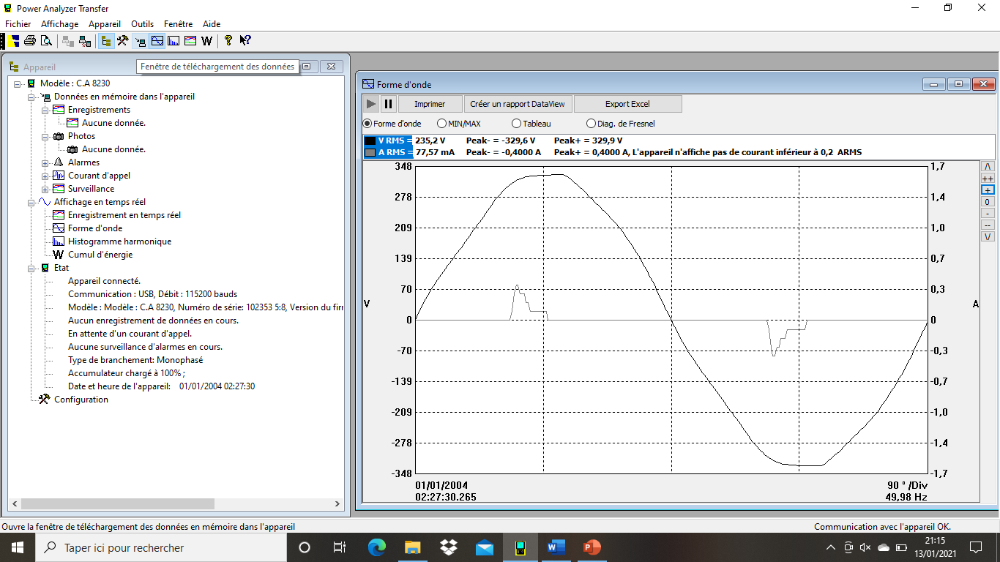 Power Analyzer Transfer
Fichier Affichage Appareil Outils Fenêtre Aide
Appareil
Fenêtre de téléchargement des données
Modèle : C.A 8230
Données en mémoire dans l'appareil
Enregistrements
Aucune donnée.
Photos
Aucune donnée.
Alarmes
Courant d'appel
Surveillance
Affichage en temps réel
Enregistrement en temps réel
Forme d'onde
Histogramme harmonique
W Cumul d'énergie
Etat
Appareil connecté.
Communication : USB, Débit : 115200 bauds
Modèle : Modèle : C.A 8230, Numéro de série: 102353 5:8, Version du fir
Aucun enregistrement de données en cours.
En attente d'un courant d'appel.
Aucune surveillance d'alarmes en cours.
Type de branchement: Monophasé
Accumulateur chargé à 100% ;
Date et heure de l'appareil: 01/01/2004 02:27:30
Configuration
Forme d'onde
Imprimer Créer un rapport DataView Export Excel
Forme d'onde MIN/MAX Tableau Diag. de Fresnel
V RMS = 235,2 V Peak- = -329,6 V Peak+ = 329,9 V
A RMS = 77,57 mA Peak- = -0,4000 A Peak+ = 0,4000 A, L'appareil n'affiche pas de courant inférieur à 0,2 ARMS
348 1,7
278 1,4
209 1,0
139 0,7
70 0,3
V 0 0 A
-70 -0,3
-139 -0,7
-209 -1,0
-278 -1,4
-348 -1,7
/\
++
+
0
-
--
\/
01/01/2004 90 ° /Div
02:27:30.265 49,98 Hz
Ouvre la fenêtre de téléchargement des données en mémoire dans l'appareil Communication avec l'appareil OK.
Taper ici pour rechercher
21:15
13/01/2021